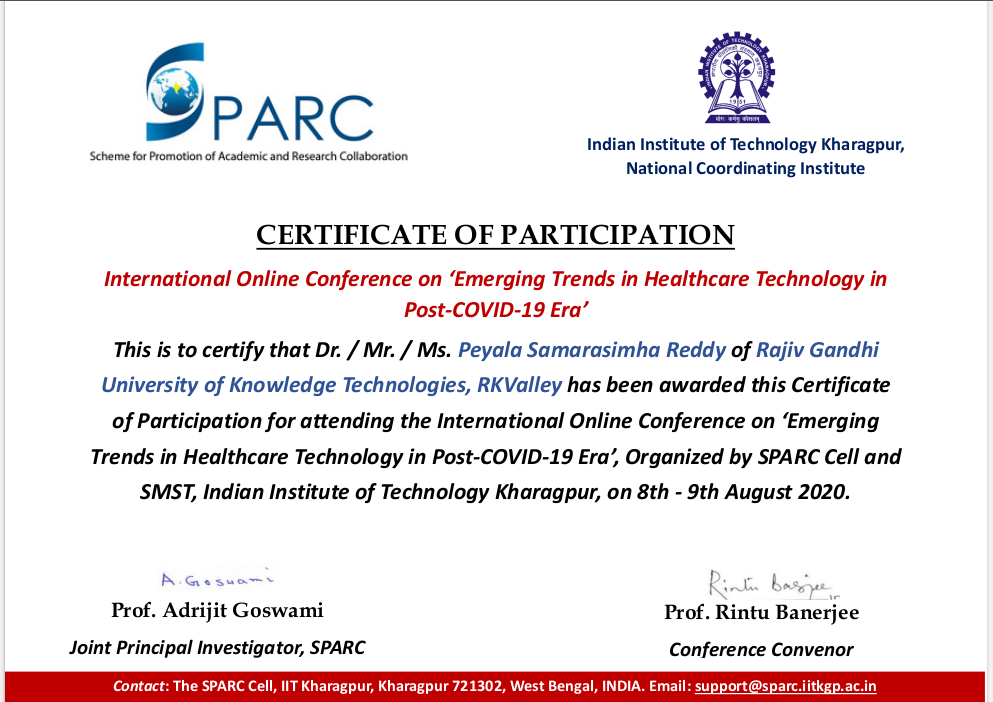 SPARC
Scheme for Promotion of Academic and Research Collaboration
INDIAN INSTITUTE OF TECHNOLOGY KHARAGPUR
1951
योगः कर्मसु कौशलम्
Indian Institute of Technology Kharagpur,
National Coordinating Institute
CERTIFICATE OF PARTICIPATION
International Online Conference on ‘Emerging Trends in Healthcare Technology in
Post-COVID-19 Era’
This is to certify that Dr. / Mr. / Ms. Peyala Samarasimha Reddy of Rajiv Gandhi
University of Knowledge Technologies, RKValley has been awarded this Certificate
of Participation for attending the International Online Conference on ‘Emerging
Trends in Healthcare Technology in Post-COVID-19 Era’, Organized by SPARC Cell and
SMST, Indian Institute of Technology Kharagpur, on 8th - 9th August 2020.
A. Goswami
Rintu Banerjee
Prof. Adrijit Goswami
Prof. Rintu Banerjee
Joint Principal Investigator, SPARC
Conference Convenor
Contact: The SPARC Cell, IIT Kharagpur, Kharagpur 721302, West Bengal, INDIA. Email: support@sparc.iitkgp.ac.in